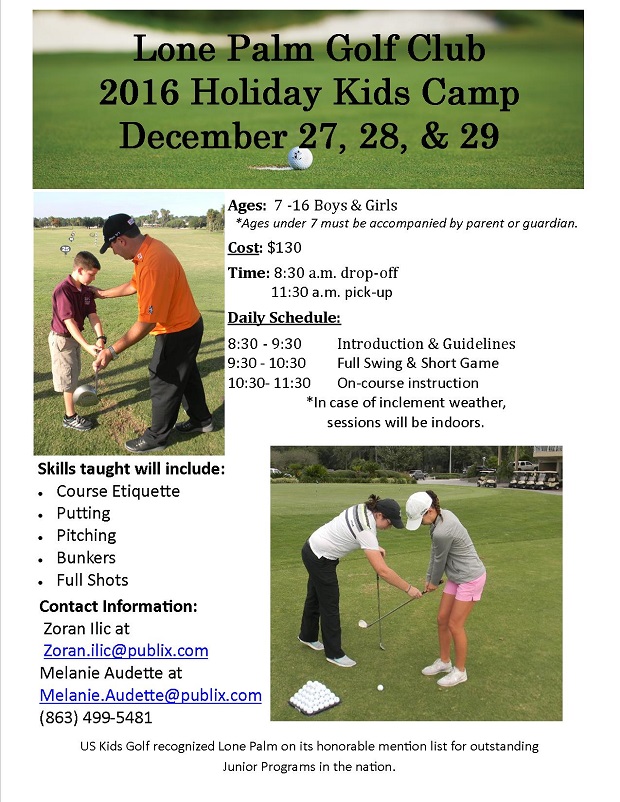 Lone Palm Golf Club
2016 Holiday Kids Camp
December 27, 28, & 29
Ages: 7 -16 Boys & Girls
*Ages under 7 must be accompanied by parent or guardian.
Cost: $130
Time: 8:30 a.m. drop-off
11:30 a.m. pick-up
Daily Schedule:
8:30 - 9:30 Introduction & Guidelines
9:30 - 10:30 Full Swing & Short Game
10:30- 11:30 On-course instruction
*In case of inclement weather,
sessions will be indoors.
25
Skills taught will include:
• Course Etiquette
• Putting
• Pitching
• Bunkers
• Full Shots
Contact Information:
Zoran Ilic at
Zoran.ilic@publix.com
Melanie Audette at
Melanie.Audette@publix.com
(863) 499-5481
US Kids Golf recognized Lone Palm on its honorable mention list for outstanding
Junior Programs in the nation.